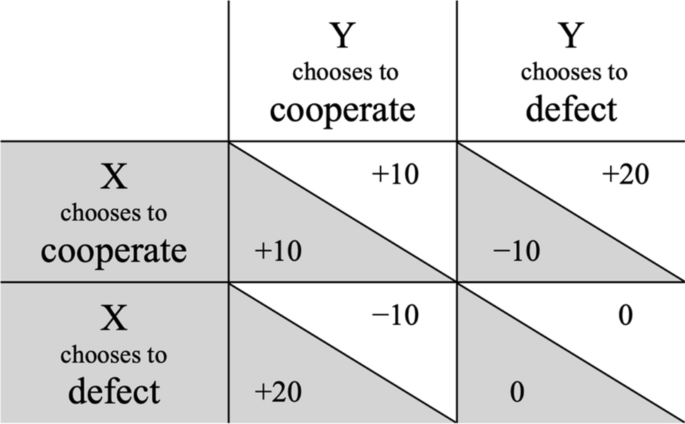 Y
chooses to
cooperate
Y
chooses to
defect
X
chooses to
cooperate
+10
+10
+20
−10
X
chooses to
defect
−10
+20
0
0